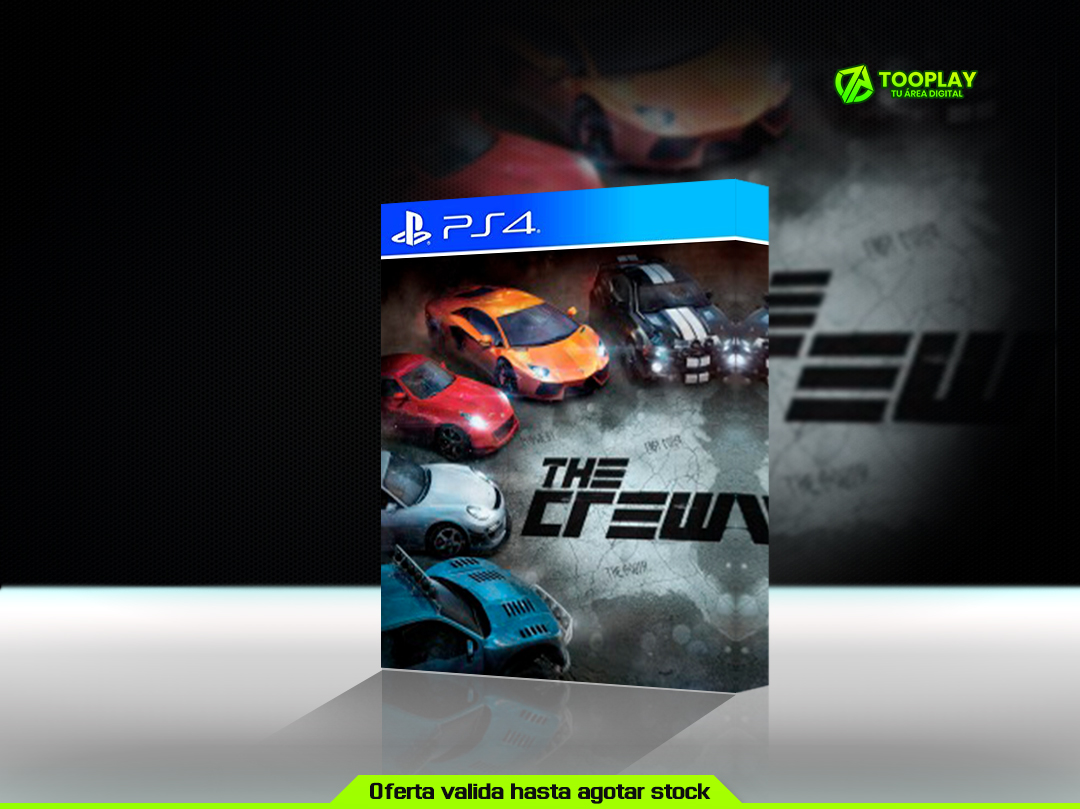 TOOPLAY
TU ÁREA DIGITAL
PS4
THE
CREW
Oferta valida hasta agotar stock